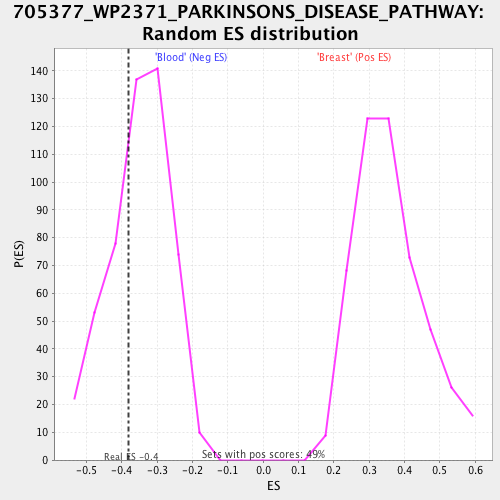 705377_WP2371_PARKINSONS_DISEASE_PATHWAY:
Random ES distribution
'Blood' (Neg ES) 'Breast' (Pos ES)
140
130
120
110
100
90
80
70
60
50
40
30
20
10
0
P(ES)
Real ES -0.4 Sets with pos scores: 49%
-0.5 -0.4 -0.3 -0.2 -0.1 0.0 0.1 0.2 0.3 0.4 0.5 0.6
ES